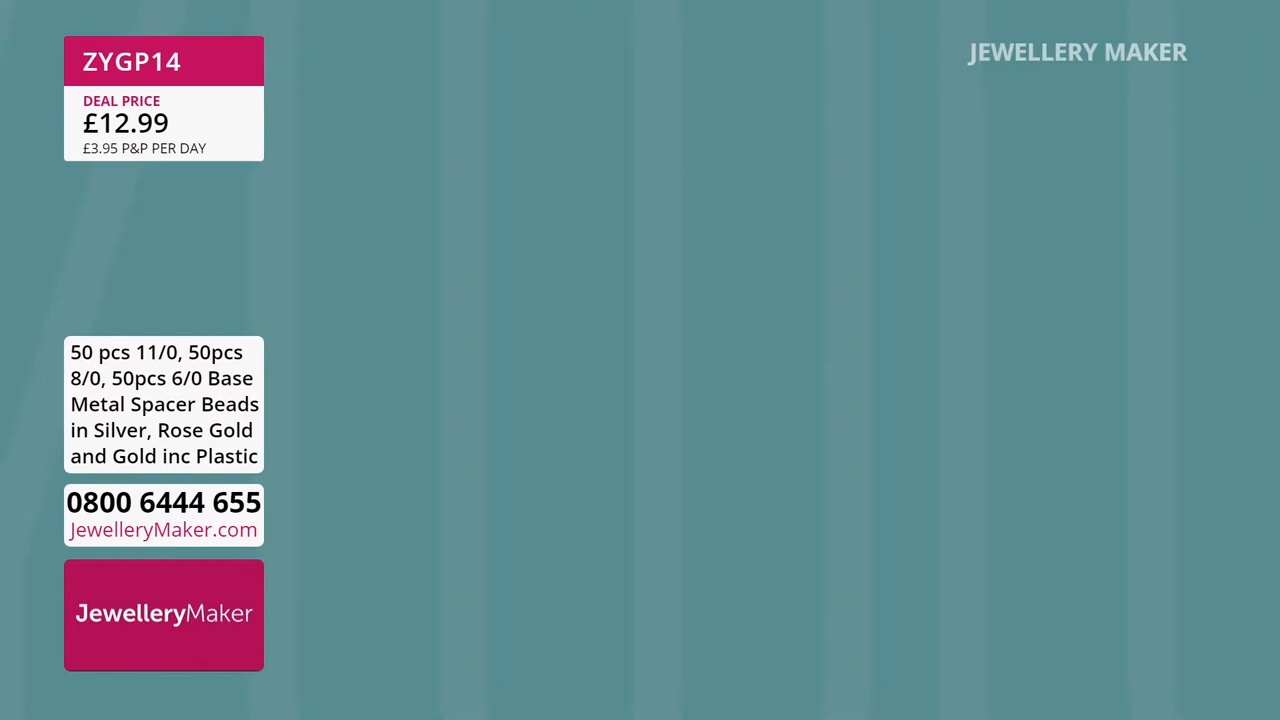 ZYGP14
DEAL PRICE
£12.99
£3.95 P&P PER DAY
JEWELLERY MAKER
50 pcs 11/0, 50pcs
8/0, 50pcs 6/0 Base
Metal Spacer Beads
in Silver, Rose Gold
and Gold inc Plastic
0800 6444 655
JewelleryMaker.com
JewelleryMaker